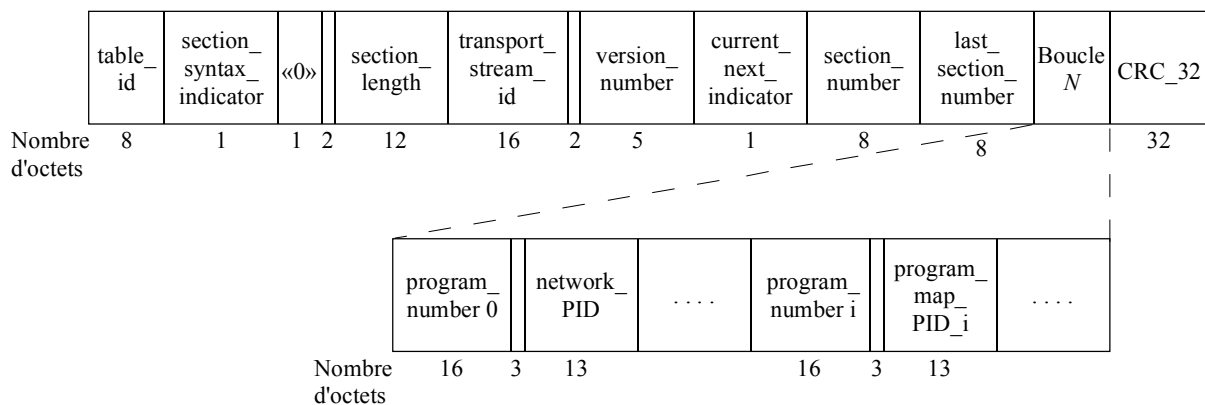 table_
id
section_
syntax_
indicator
«0»
section_
length
transport_
stream_
id
version_
number
current_
next_
indicator
section_
number
last_
section_
number
Boucle
N
CRC_32
Nombre
d'octets
8 1 1 2 12 16 2 5 1 8 8 32
program_
number 0
network_
PID
. . . .
program_
number i
program_
map_
PID_i
. . . .
Nombre
d'octets
16 3 13 16 3 13